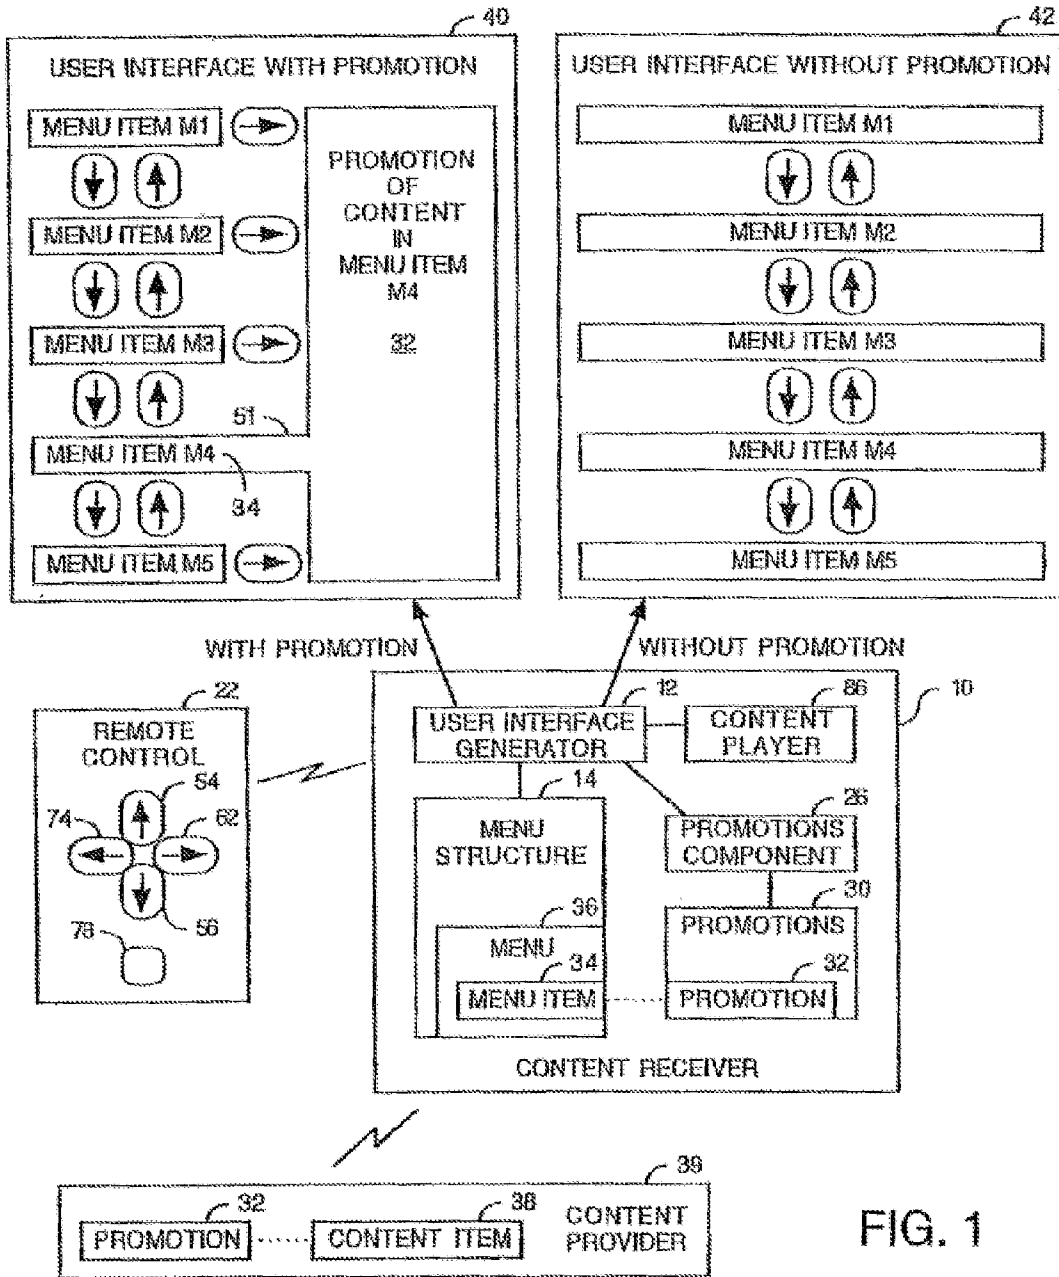 40
42
USER INTERFACE WITH PROMOTION
USER INTERFACE WITHOUT PROMOTION
MENU ITEM M1
MENU ITEM M2
MENU ITEM M3
51
MENU ITEM M4
34
MENU ITEM M5
PROMOTION
OF
CONTENT
IN
MENU ITEM
M4
32
MENU ITEM M1
MENU ITEM M2
MENU ITEM M3
MENU ITEM M4
MENU ITEM M5
WITH PROMOTION
WITHOUT PROMOTION
22
REMOTE
CONTROL
54
74
62
56
78
12
86
10
USER INTERFACE
GENERATOR
CONTENT
PLAYER
14
MENU
STRUCTURE
26
PROMOTIONS
COMPONENT
36
MENU
34
MENU ITEM
30
PROMOTIONS
32
PROMOTION
CONTENT RECEIVER
39
32
PROMOTION
38
CONTENT ITEM
CONTENT
PROVIDER
FIG. 1